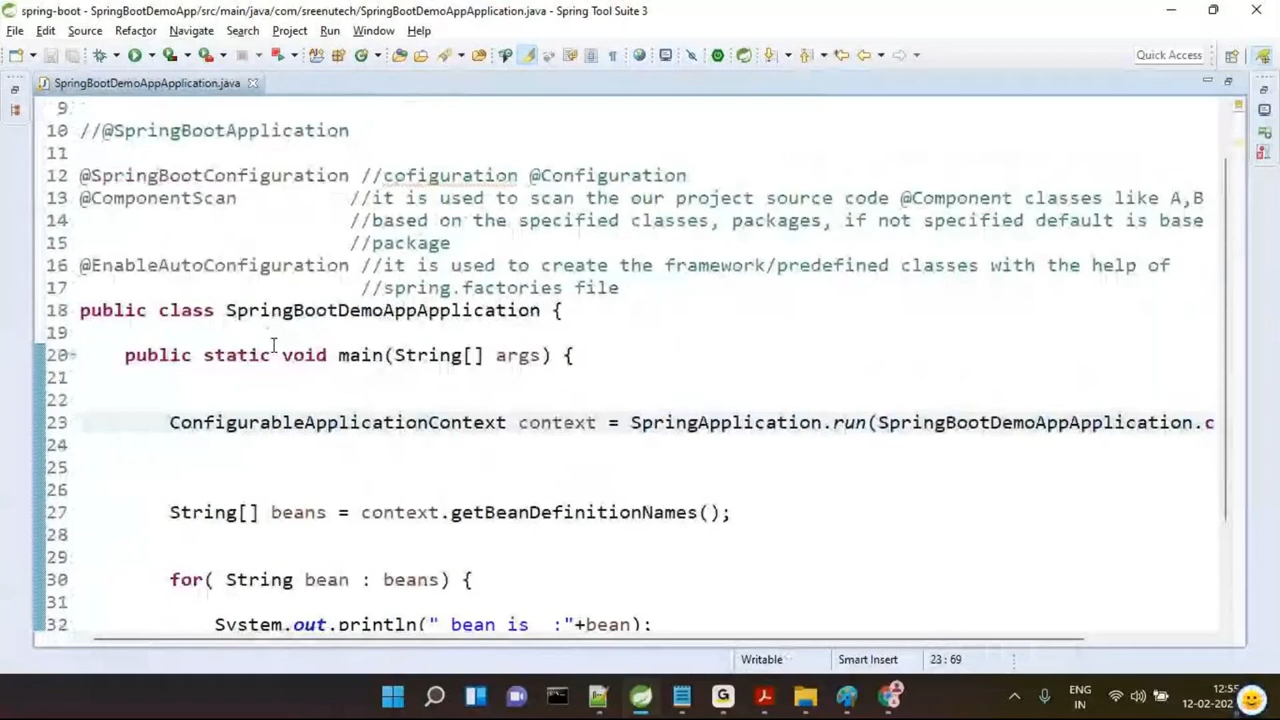 spring-boot - SpringBootDemoApp/src/main/java/com/sreenutech/SpringBootDemoAppApplication.java - Spring Tool Suite 3
File Edit Source Refactor Navigate Search Project Run Window Help
Quick Access
SpringBootDemoAppApplication.java
9
10 //@SpringBootApplication
11
12 @SpringBootConfiguration //cofiguration @Configuration
13 @ComponentScan //it is used to scan the our project source code @Component classes like A,B
14 //based on the specified classes, packages, if not specified default is base
15 //package
16 @EnableAutoConfiguration //it is used to create the framework/predefined classes with the help of
17 //spring.factories file
18 public class SpringBootDemoAppApplication {
19
20 public static void main(String[] args) {
21
22
23 ConfigurableApplicationContext context = SpringApplication.run(SpringBootDemoAppApplication.c
24
25
26
27 String[] beans = context.getBeanDefinitionNames();
28
29
30 for( String bean : beans) {
31
32 System.out.println(" bean is :"+bean);
Writable Smart Insert 23 : 69
ENG
IN
12:55
12-02-202